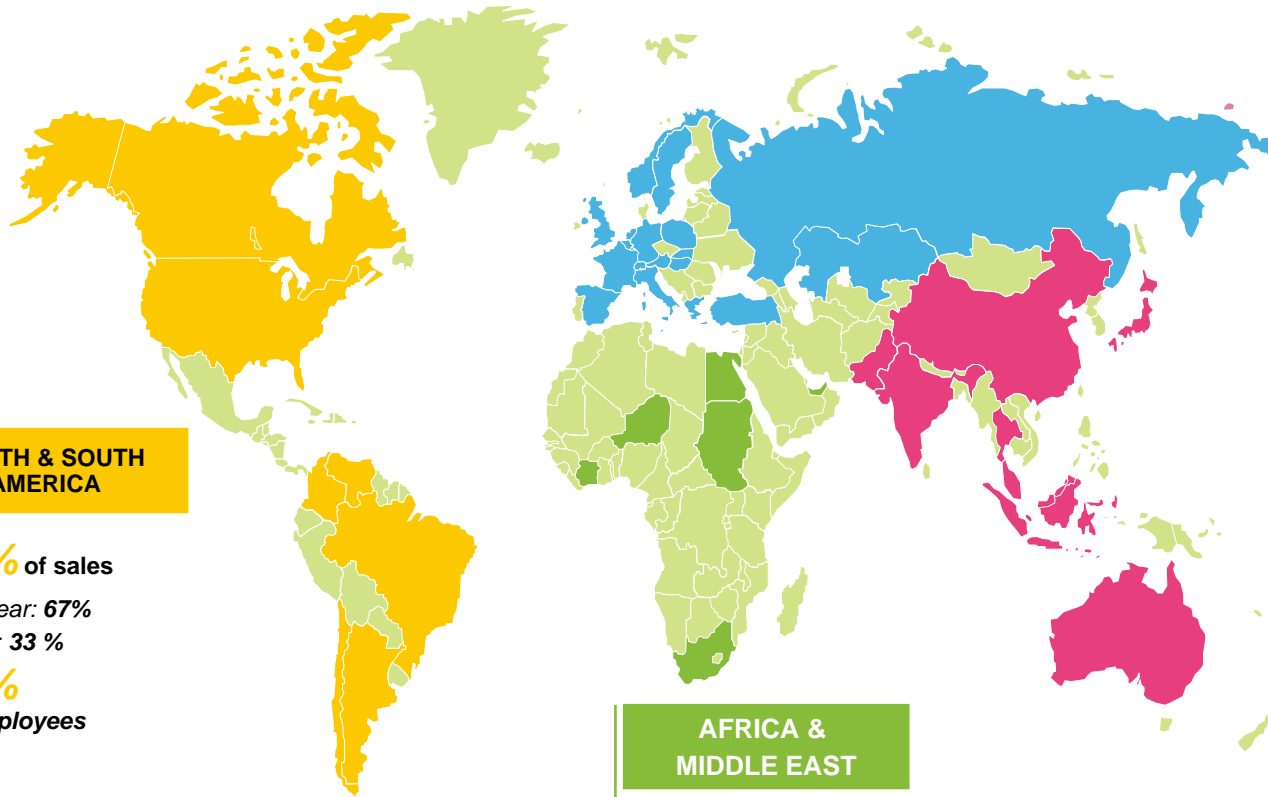 TH & SOUTH
AMERICA
% of sales
ear: 67%
: 33 %
%
ployees
AFRICA &
MIDDLE EAST